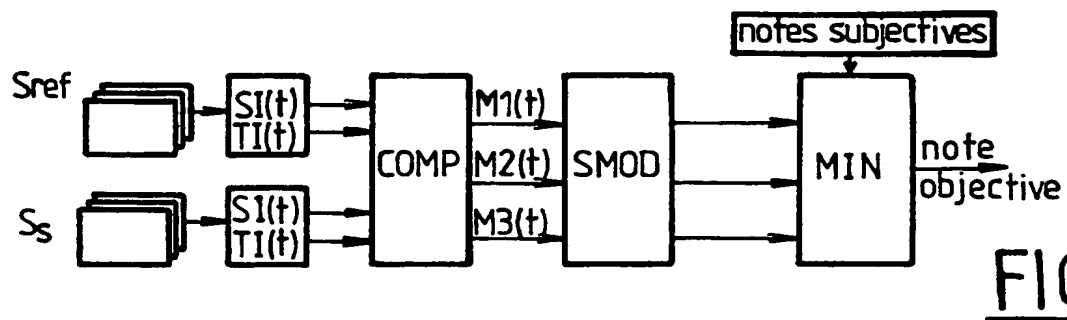 notes subjectives
Sref
SI(t)
TI(t)
Ss
SI(t)
TI(t)
COMP
M1(t)
M2(t)
M3(t)
SMOD
MIN
note
objective